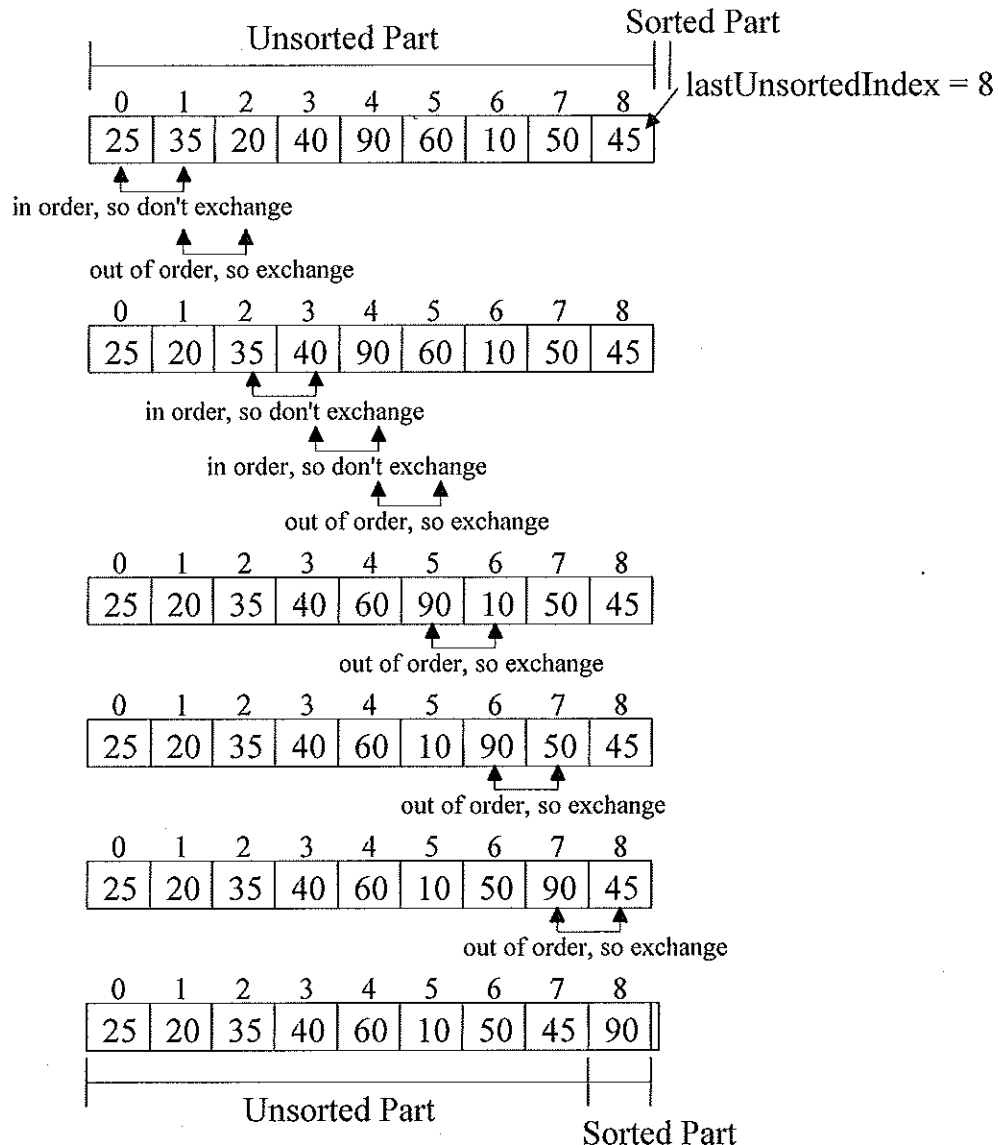 Unsorted Part
Sorted Part
lastUnsortedIndex = 8
0 1 2 3 4 5 6 7 8
25 35 20 40 90 60 10 50 45
in order, so don't exchange
out of order, so exchange
0 1 2 3 4 5 6 7 8
25 20 35 40 90 60 10 50 45
in order, so don't exchange
in order, so don't exchange
out of order, so exchange
0 1 2 3 4 5 6 7 8
25 20 35 40 60 90 10 50 45
out of order, so exchange
0 1 2 3 4 5 6 7 8
25 20 35 40 60 10 90 50 45
out of order, so exchange
0 1 2 3 4 5 6 7 8
25 20 35 40 60 10 50 90 45
out of order, so exchange
0 1 2 3 4 5 6 7 8
25 20 35 40 60 10 50 45 90
Unsorted Part
Sorted Part